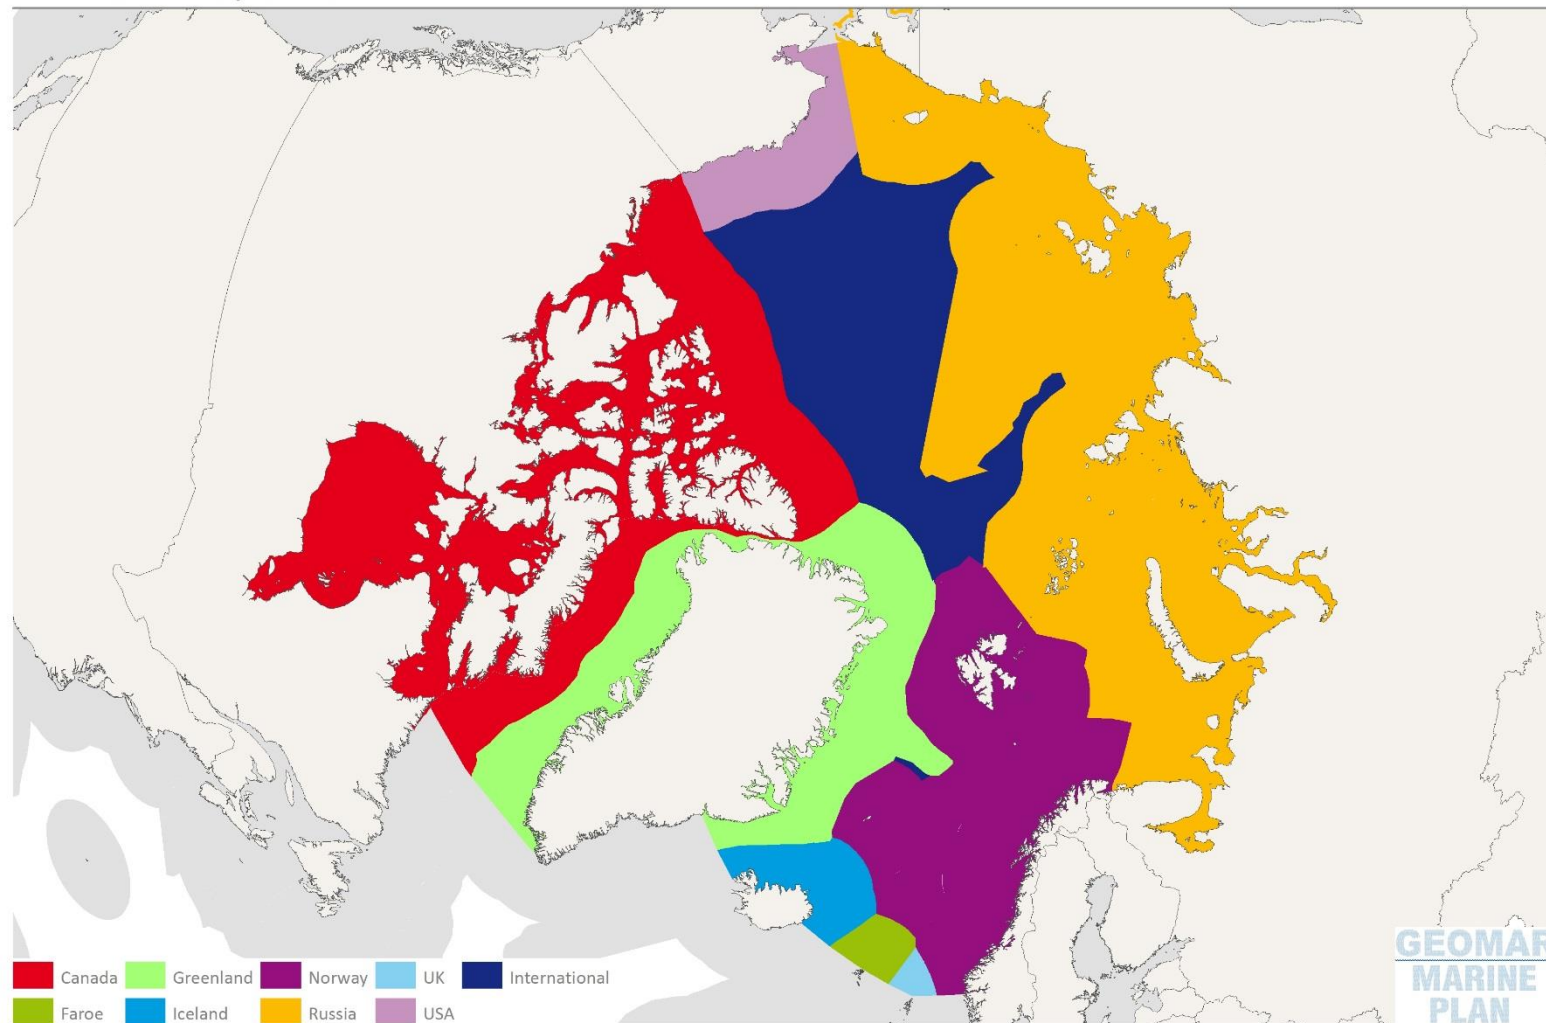 Canada Greenland Norway UK International
Faroe Iceland Russia USA
GEOMAR
MARINE
PLAN